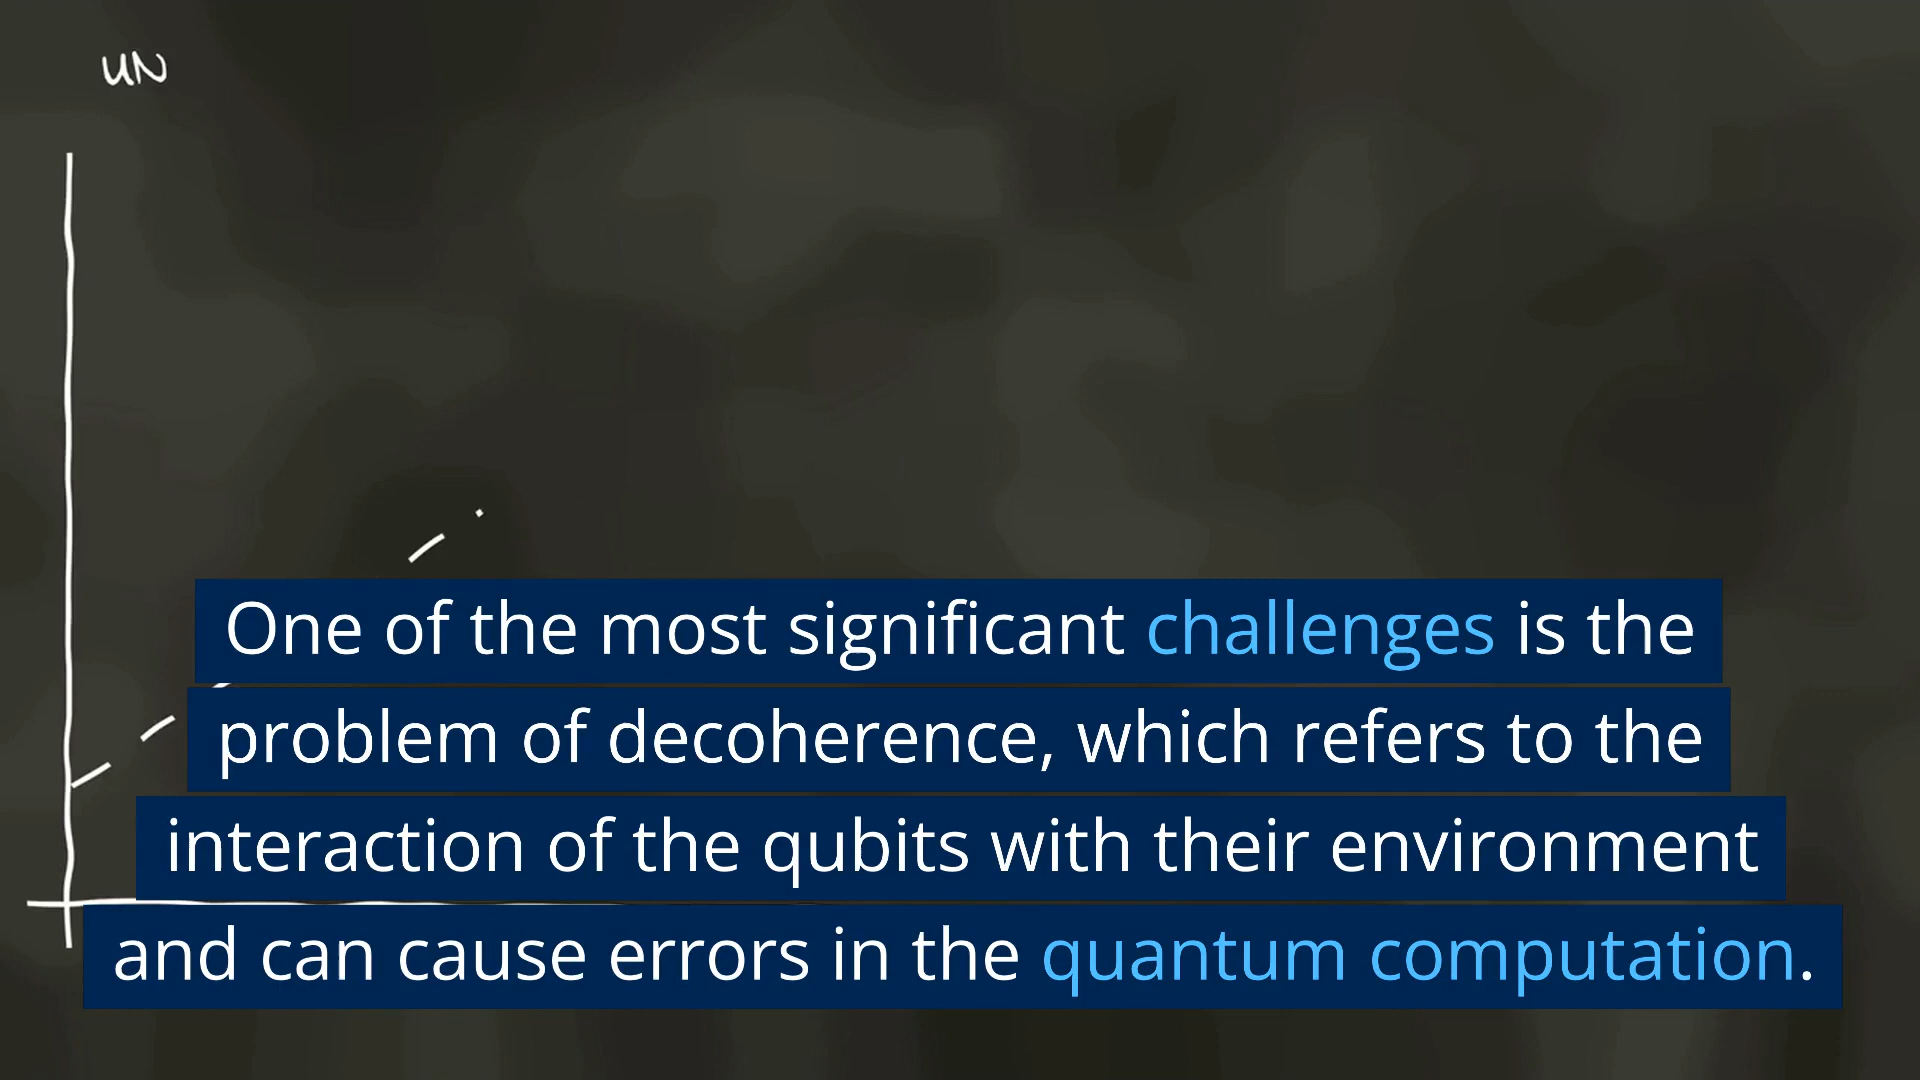 UN
One of the most significant challenges is the
problem of decoherence, which refers to the
interaction of the qubits with their environment
and can cause errors in the quantum computation.